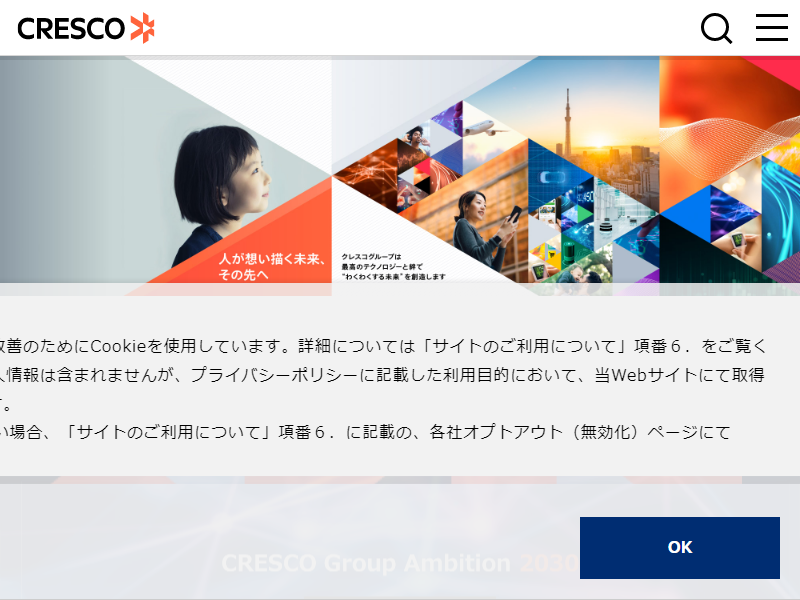 CRESCO
人が想い描く未来、
その先へ
クレスコグループは
最高のテクノロジーと絆で
"わくわくする未来"を創造します
改善のためにCookieを使用しています。詳細については「サイトのご利用について」項番６．をご覧く
人情報は含まれませんが、プライバシーポリシーに記載した利用目的において、当Webサイトにて取得
す。
い場合、「サイトのご利用について」項番６．に記載の、各社オプトアウト（無効化）ページにて
CRESCO Group Ambition 2030
OK